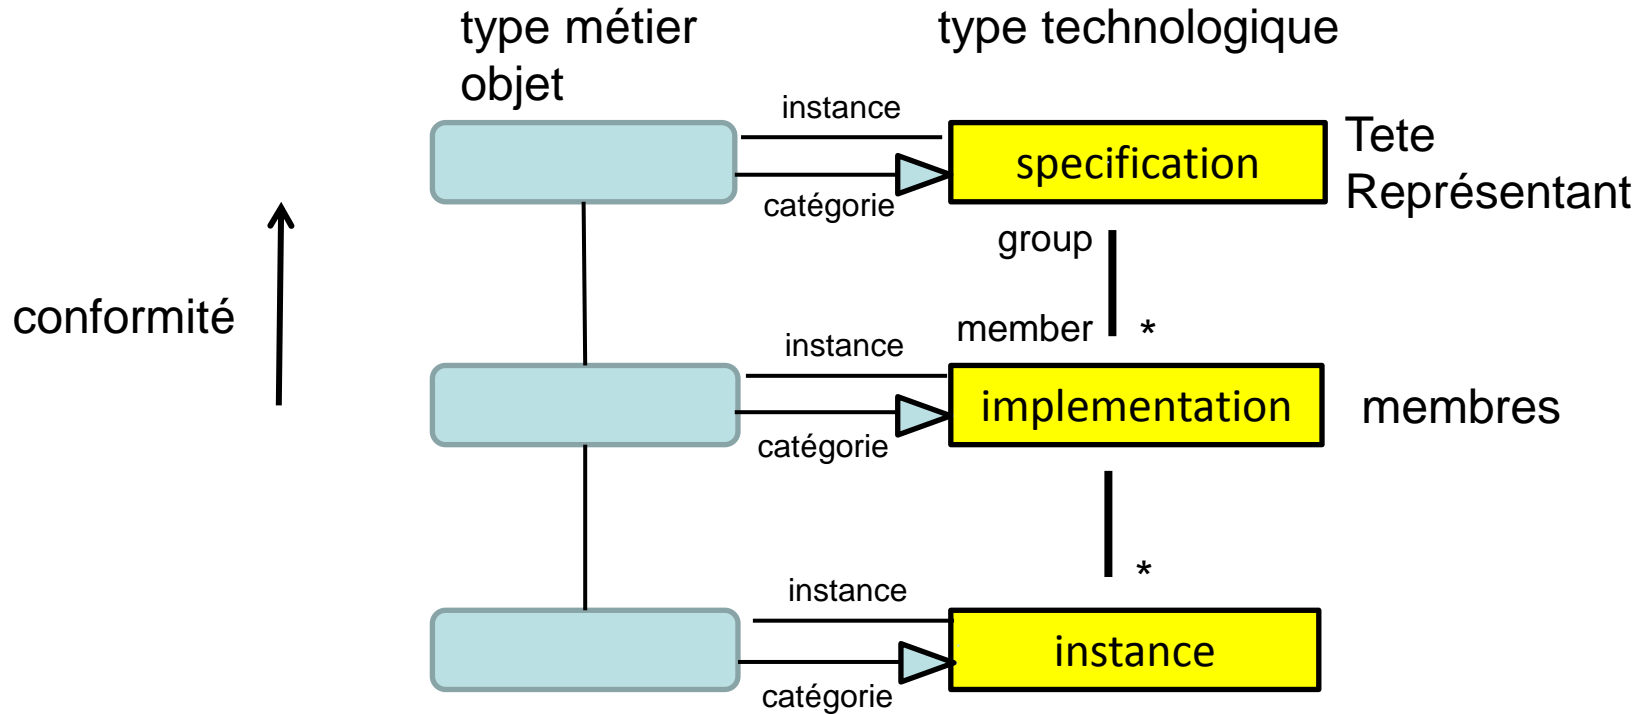 type métier
objet
type technologique
instance
specification
catégorie
Tete
Représentant
group
conformité
member *
instance
implementation
catégorie
membres
*
instance
instance
catégorie